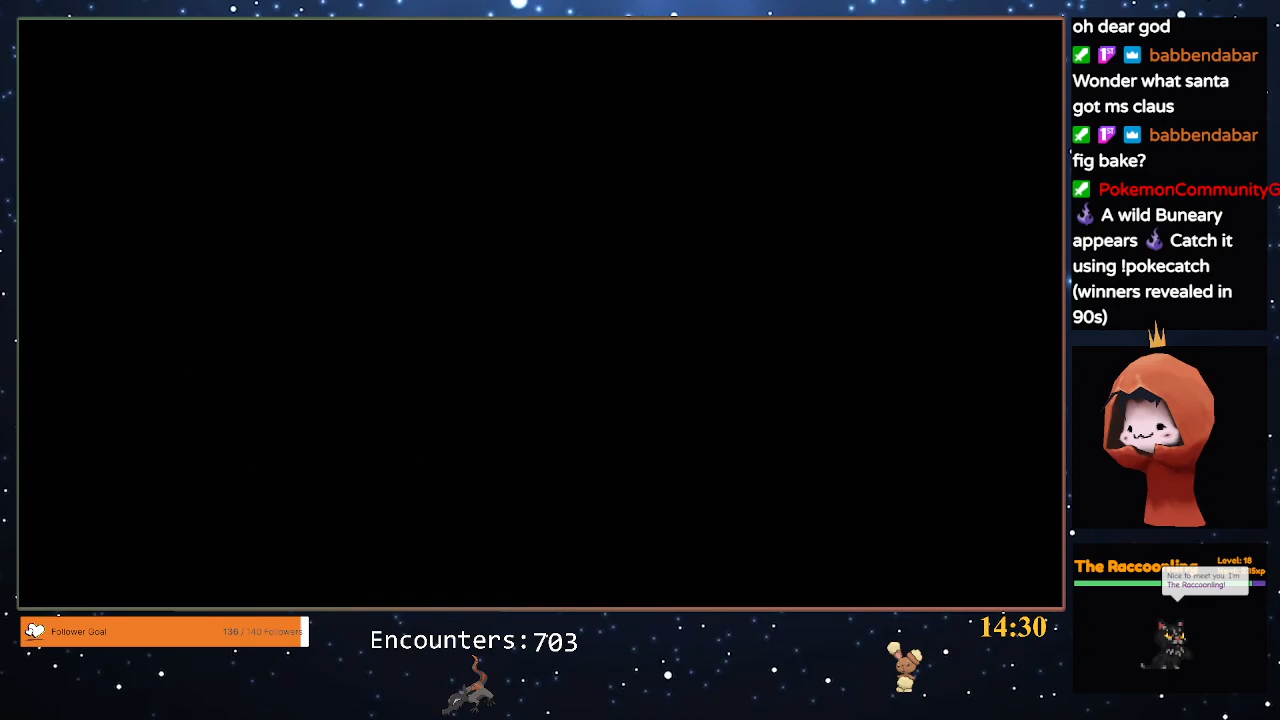 oh dear god
babbendabar
Wonder what santa
got ms claus
babbendabar
fig bake?
PokemonCommunityG
A wild Buneary
appears Catch it
using !pokecatch
(winners revealed in
90s)
The Raccoonling
Level: 18
Nice to meet you. I'm
The Raccoonling!
Follower Goal
136 / 140 Followers
Encounters:703
14:30